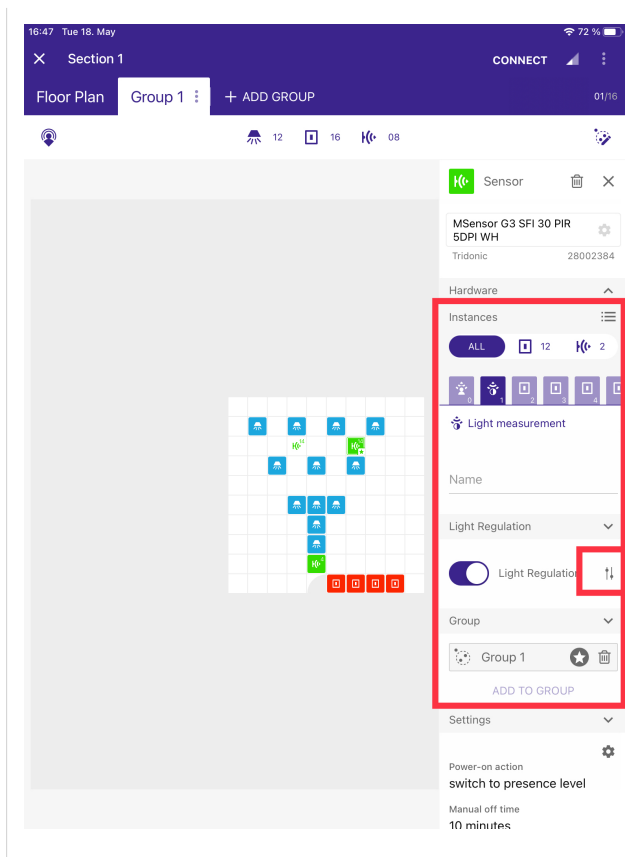 16:47 Tue 18. May
72 %
Section 1
CONNECT
Floor Plan
Group 1
+ ADD GROUP
01/16
12
16
08
Sensor
MSensor G3 SFI 30 PIR
5DPI WH
Tridonic
28002384
Hardware
Instances
ALL
12
2
0
1
2
3
4
Light measurement
Name
Light Regulation
Light Regulation
Group
Group 1
ADD TO GROUP
Settings
Power-on action
switch to presence level
Manual off time
10 minutes